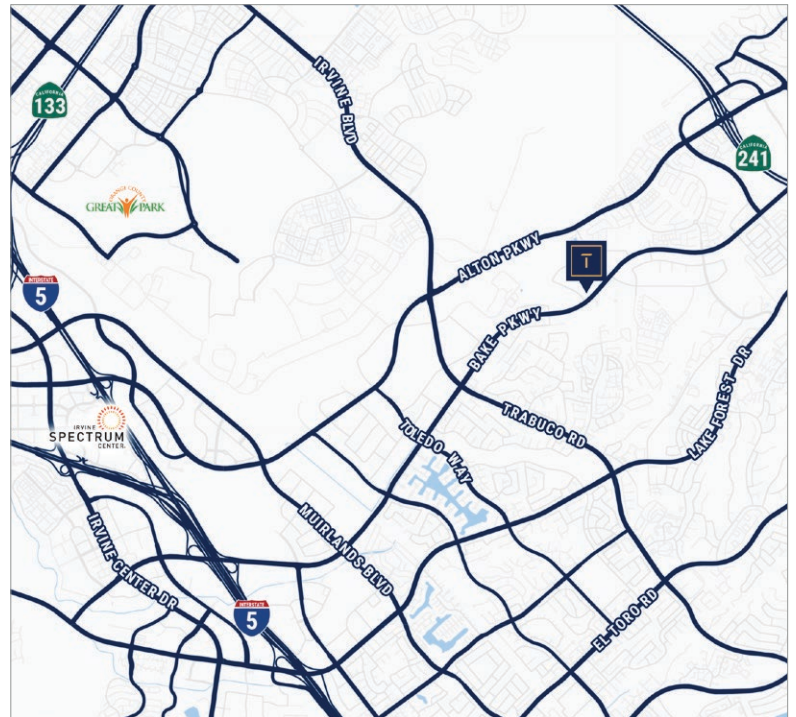 IRVINE BLVD
CALIFORNIA
133
CALIFORNIA
241
ORANGE COUNTY
GREAT PARK
ALTON PKWY
T
INTERSTATE
5
BAKE PKWY
LAKE FOREST DR
TRABUCO RD
IRVINE
SPECTRUM
CENTER
TOLEDO WAY
MUIRLANDS BLVD
IRVINE CENTER DR
INTERSTATE
5
EL TORO RD